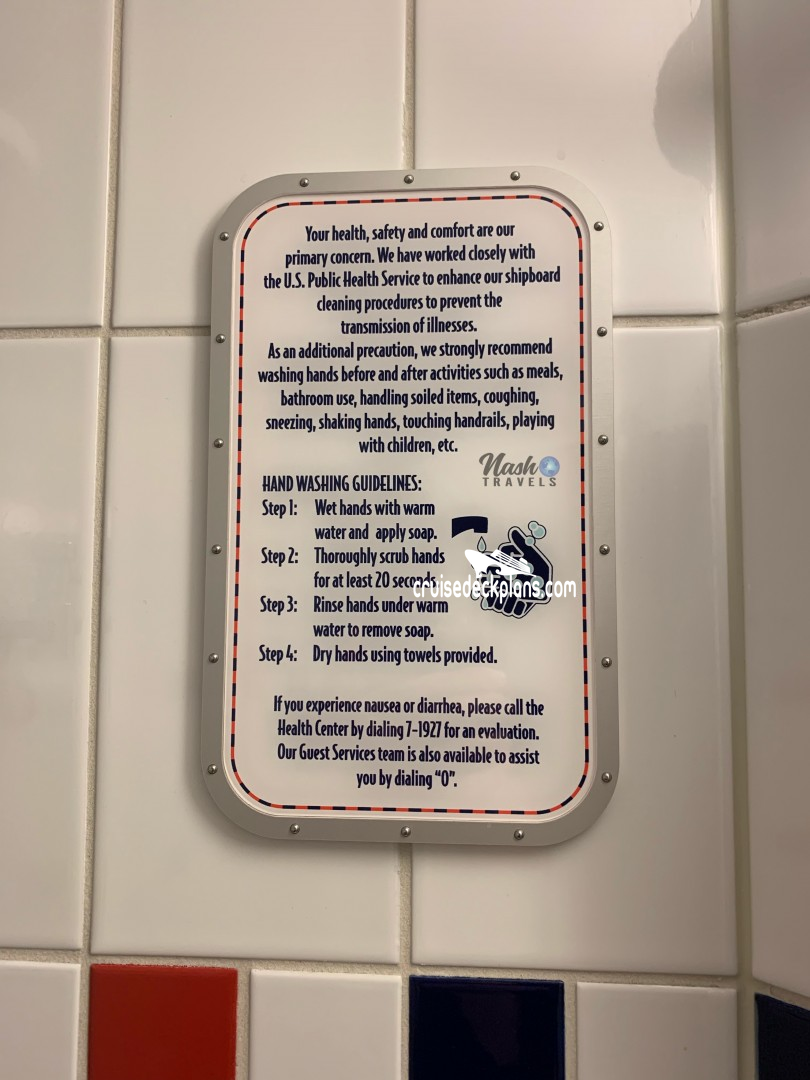 Your health, safety and comfort are our
primary concern. We have worked closely with
the U.S. Public Health Service to enhance our shipboard
cleaning procedures to prevent the
transmission of illnesses.
As an additional precaution, we strongly recommend
washing hands before and after activities such as meals,
bathroom use, handling soiled items, coughing,
sneezing, shaking hands, touching handrails, playing
with children, etc.
Nash
TRAVELS
HAND WASHING GUIDELINES:
Step 1: Wet hands with warm
water and apply soap.
Step 2: Thoroughly scrub hands
for at least 20 seconds.
cruisedeckplans.com
Step 3: Rinse hands under warm
water to remove soap.
Step 4: Dry hands using towels provided.
If you experience nausea or diarrhea, please call the
Health Center by dialing 7-1927 for an evaluation.
Our Guest Services team is also available to assist
you by dialing “0”.